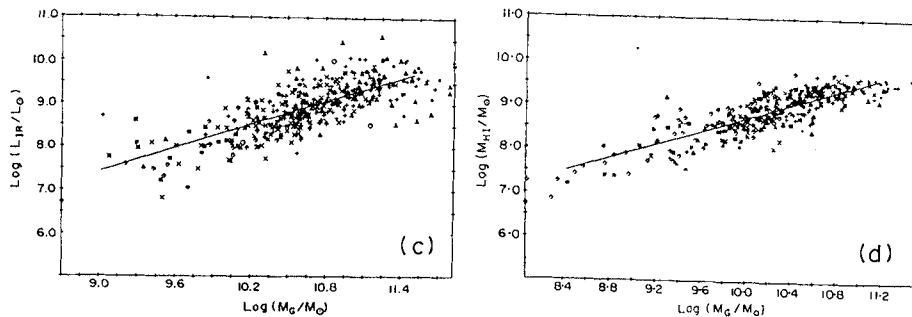 11.0
10.0
9.0
8.0
7.0
6.0
Log (L_IR/L_⊙)
(c)
9.0 9.6 10.2 10.8 11.4
Log (M_G/M_⊙)
11·0
10·0
9·0
8·0
7·0
6·0
Log (M_HI/M_⊙)
(d)
8·4 8·8 9·2 9·6 10·0 10·4 10·8 11·2
Log (M_G/M_⊙)